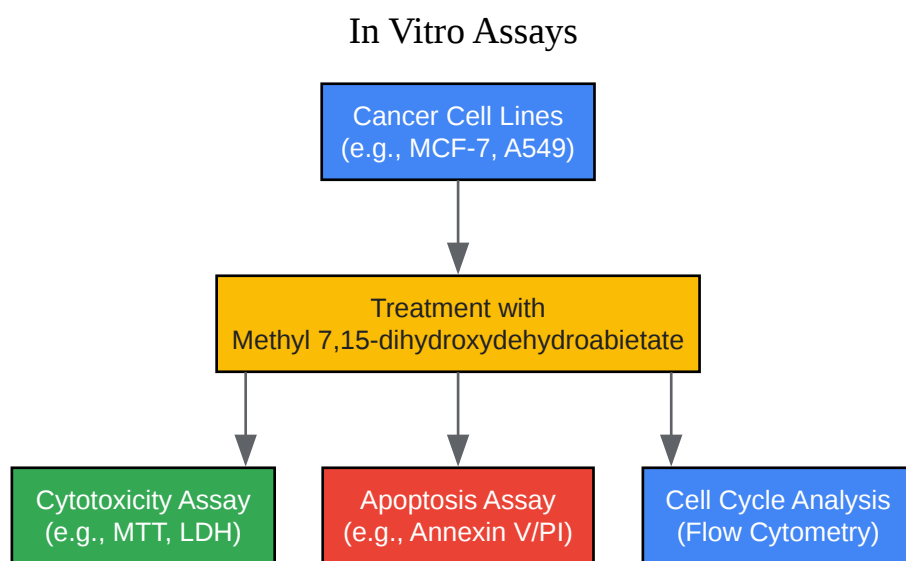 In Vitro Assays
Cancer Cell Lines
(e.g., MCF-7, A549)
Treatment with
Methyl 7,15-dihydroxydehydroabietate
Cytotoxicity Assay
(e.g., MTT, LDH)
Apoptosis Assay
(e.g., Annexin V/PI)
Cell Cycle Analysis
(Flow Cytometry)